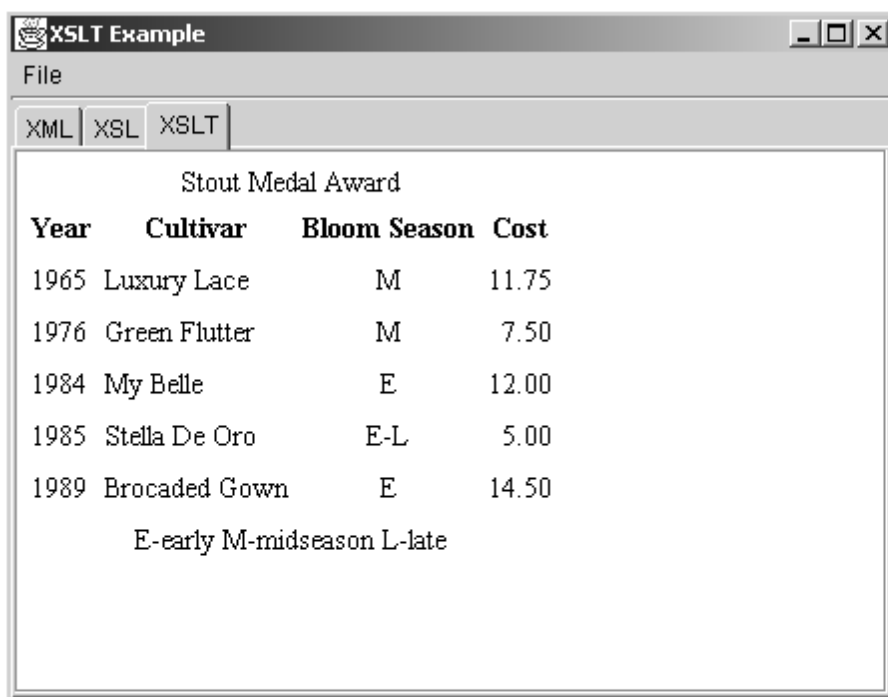 XSLT Example
File
XML XSL XSLT
Stout Medal Award
Year Cultivar Bloom Season Cost
1965 Luxury Lace M 11.75
1976 Green Flutter M 7.50
1984 My Belle E 12.00
1985 Stella De Oro E-L 5.00
1989 Brocaded Gown E 14.50
E-early M-midseason L-late